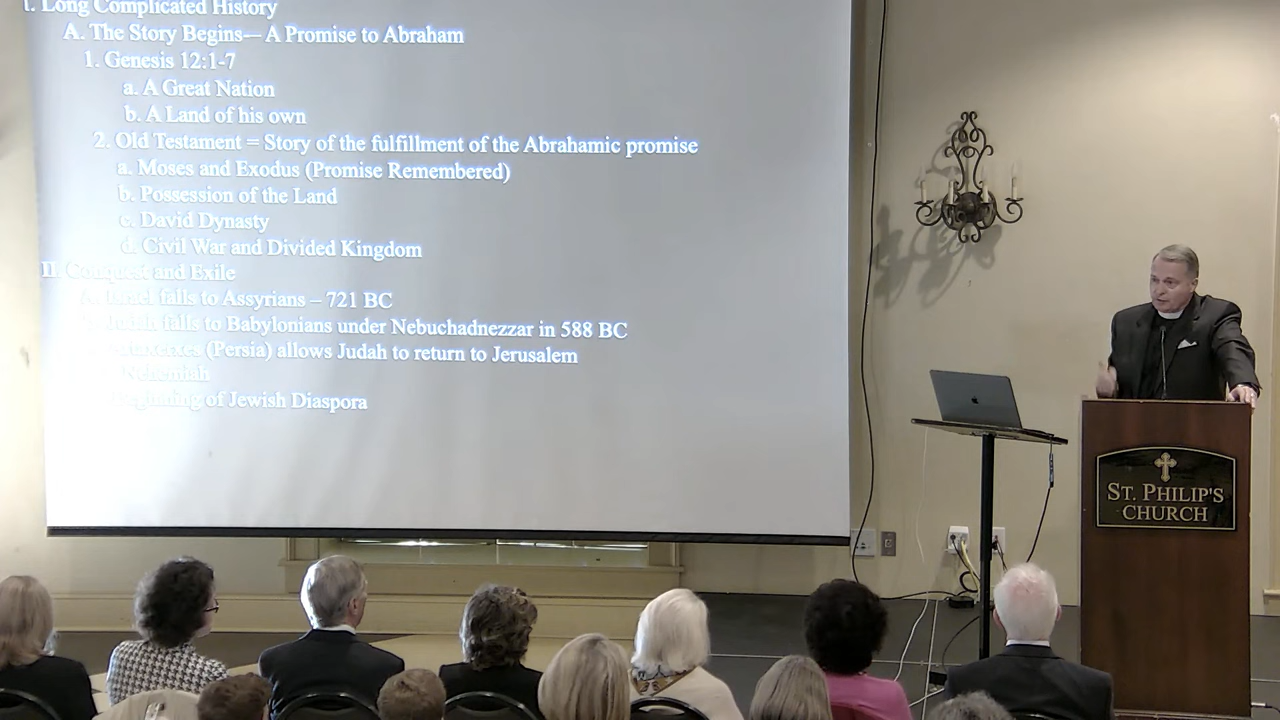 I. Long Complicated History
A. The Story Begins— A Promise to Abraham
1. Genesis 12:1-7
a. A Great Nation
b. A Land of his own
2. Old Testament = Story of the fulfillment of the Abrahamic promise
a. Moses and Exodus (Promise Remembered)
b. Possession of the Land
c. David Dynasty
d. Civil War and Divided Kingdom
II. Conquest and Exile
A. Israel falls to Assyrians – 721 BC
Judah falls to Babylonians under Nebuchadnezzar in 588 BC
(Persia) allows Judah to return to Jerusalem
Nehemiah
Beginning of Jewish Diaspora
ST. PHILIP'S
CHURCH